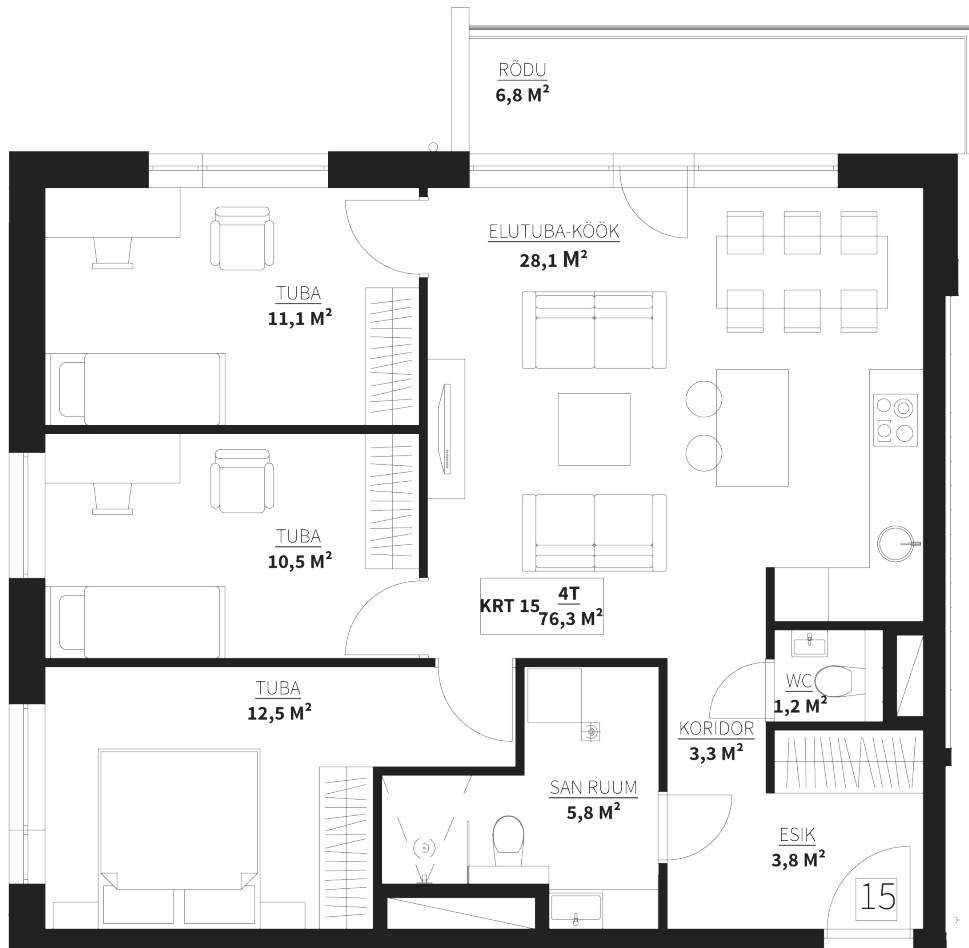 RÕDU
6,8 M²
ELUTUBA-KÖÖK
28,1 M²
TUBA
11,1 M²
TUBA
10,5 M²
KRT 15 4T
76,3 M²
TUBA
12,5 M²
WC
1,2 M²
KORIDOR
3,3 M²
SAN RUUM
5,8 M²
ESIK
3,8 M²
15